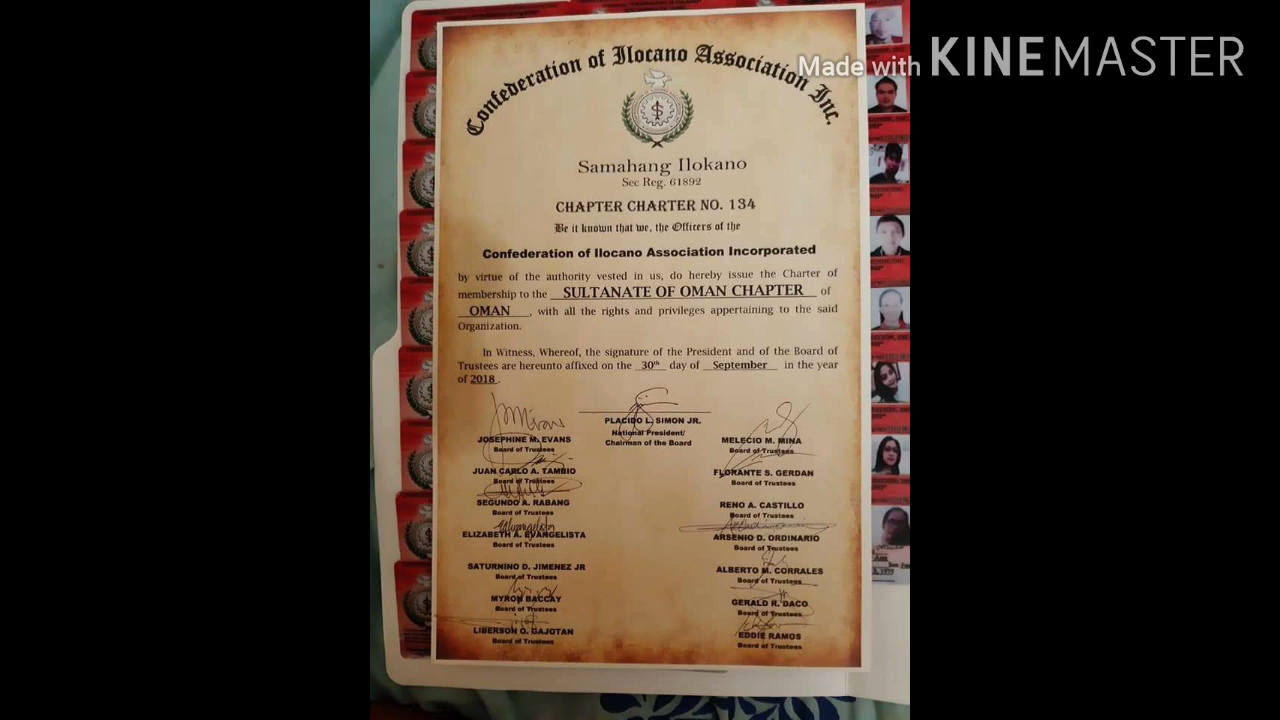 Made with KINEMASTER
Confederation of Ilocano Association Inc.
Samahang Ilokano
Sec Reg. 61892
CHAPTER CHARTER NO. 134
Be it known that we, the Officers of the
Confederation of Ilocano Association Incorporated
by virtue of the authority vested in us, do hereby issue the Charter of
membership to the SULTANATE OF OMAN CHAPTER of
OMAN, with all the rights and privileges appertaining to the said
Organization.
In Witness, Whereof, the signature of the President and of the Board of
Trustees are hereunto affixed on the 30th day of September in the year
of 2018.
PLACIDO L. SIMON JR.
National President/
Chairman of the Board
JOSEPHINE M. EVANS
Board of Trustees
MELECIO M. MINA
Board of Trustees
JUAN CARLO A. TAMBIO
Board of Trustees
FLORANTE S. GERDAN
Board of Trustees
SEGUNDO A. RABANG
Board of Trustees
RENO A. CASTILLO
Board of Trustees
ELIZABETH A. EVANGELISTA
Board of Trustees
ARSENIO D. ORDINARIO
Board of Trustees
SATURNINO D. JIMENEZ JR
Board of Trustees
ALBERTO M. CORRALES
Board of Trustees
MYRON BACCAY
Board of Trustees
GERALD R. DACO
Board of Trustees
LIBERSON O. GAJOTAN
Board of Trustees
EDDIE RAMOS
Board of Trustees